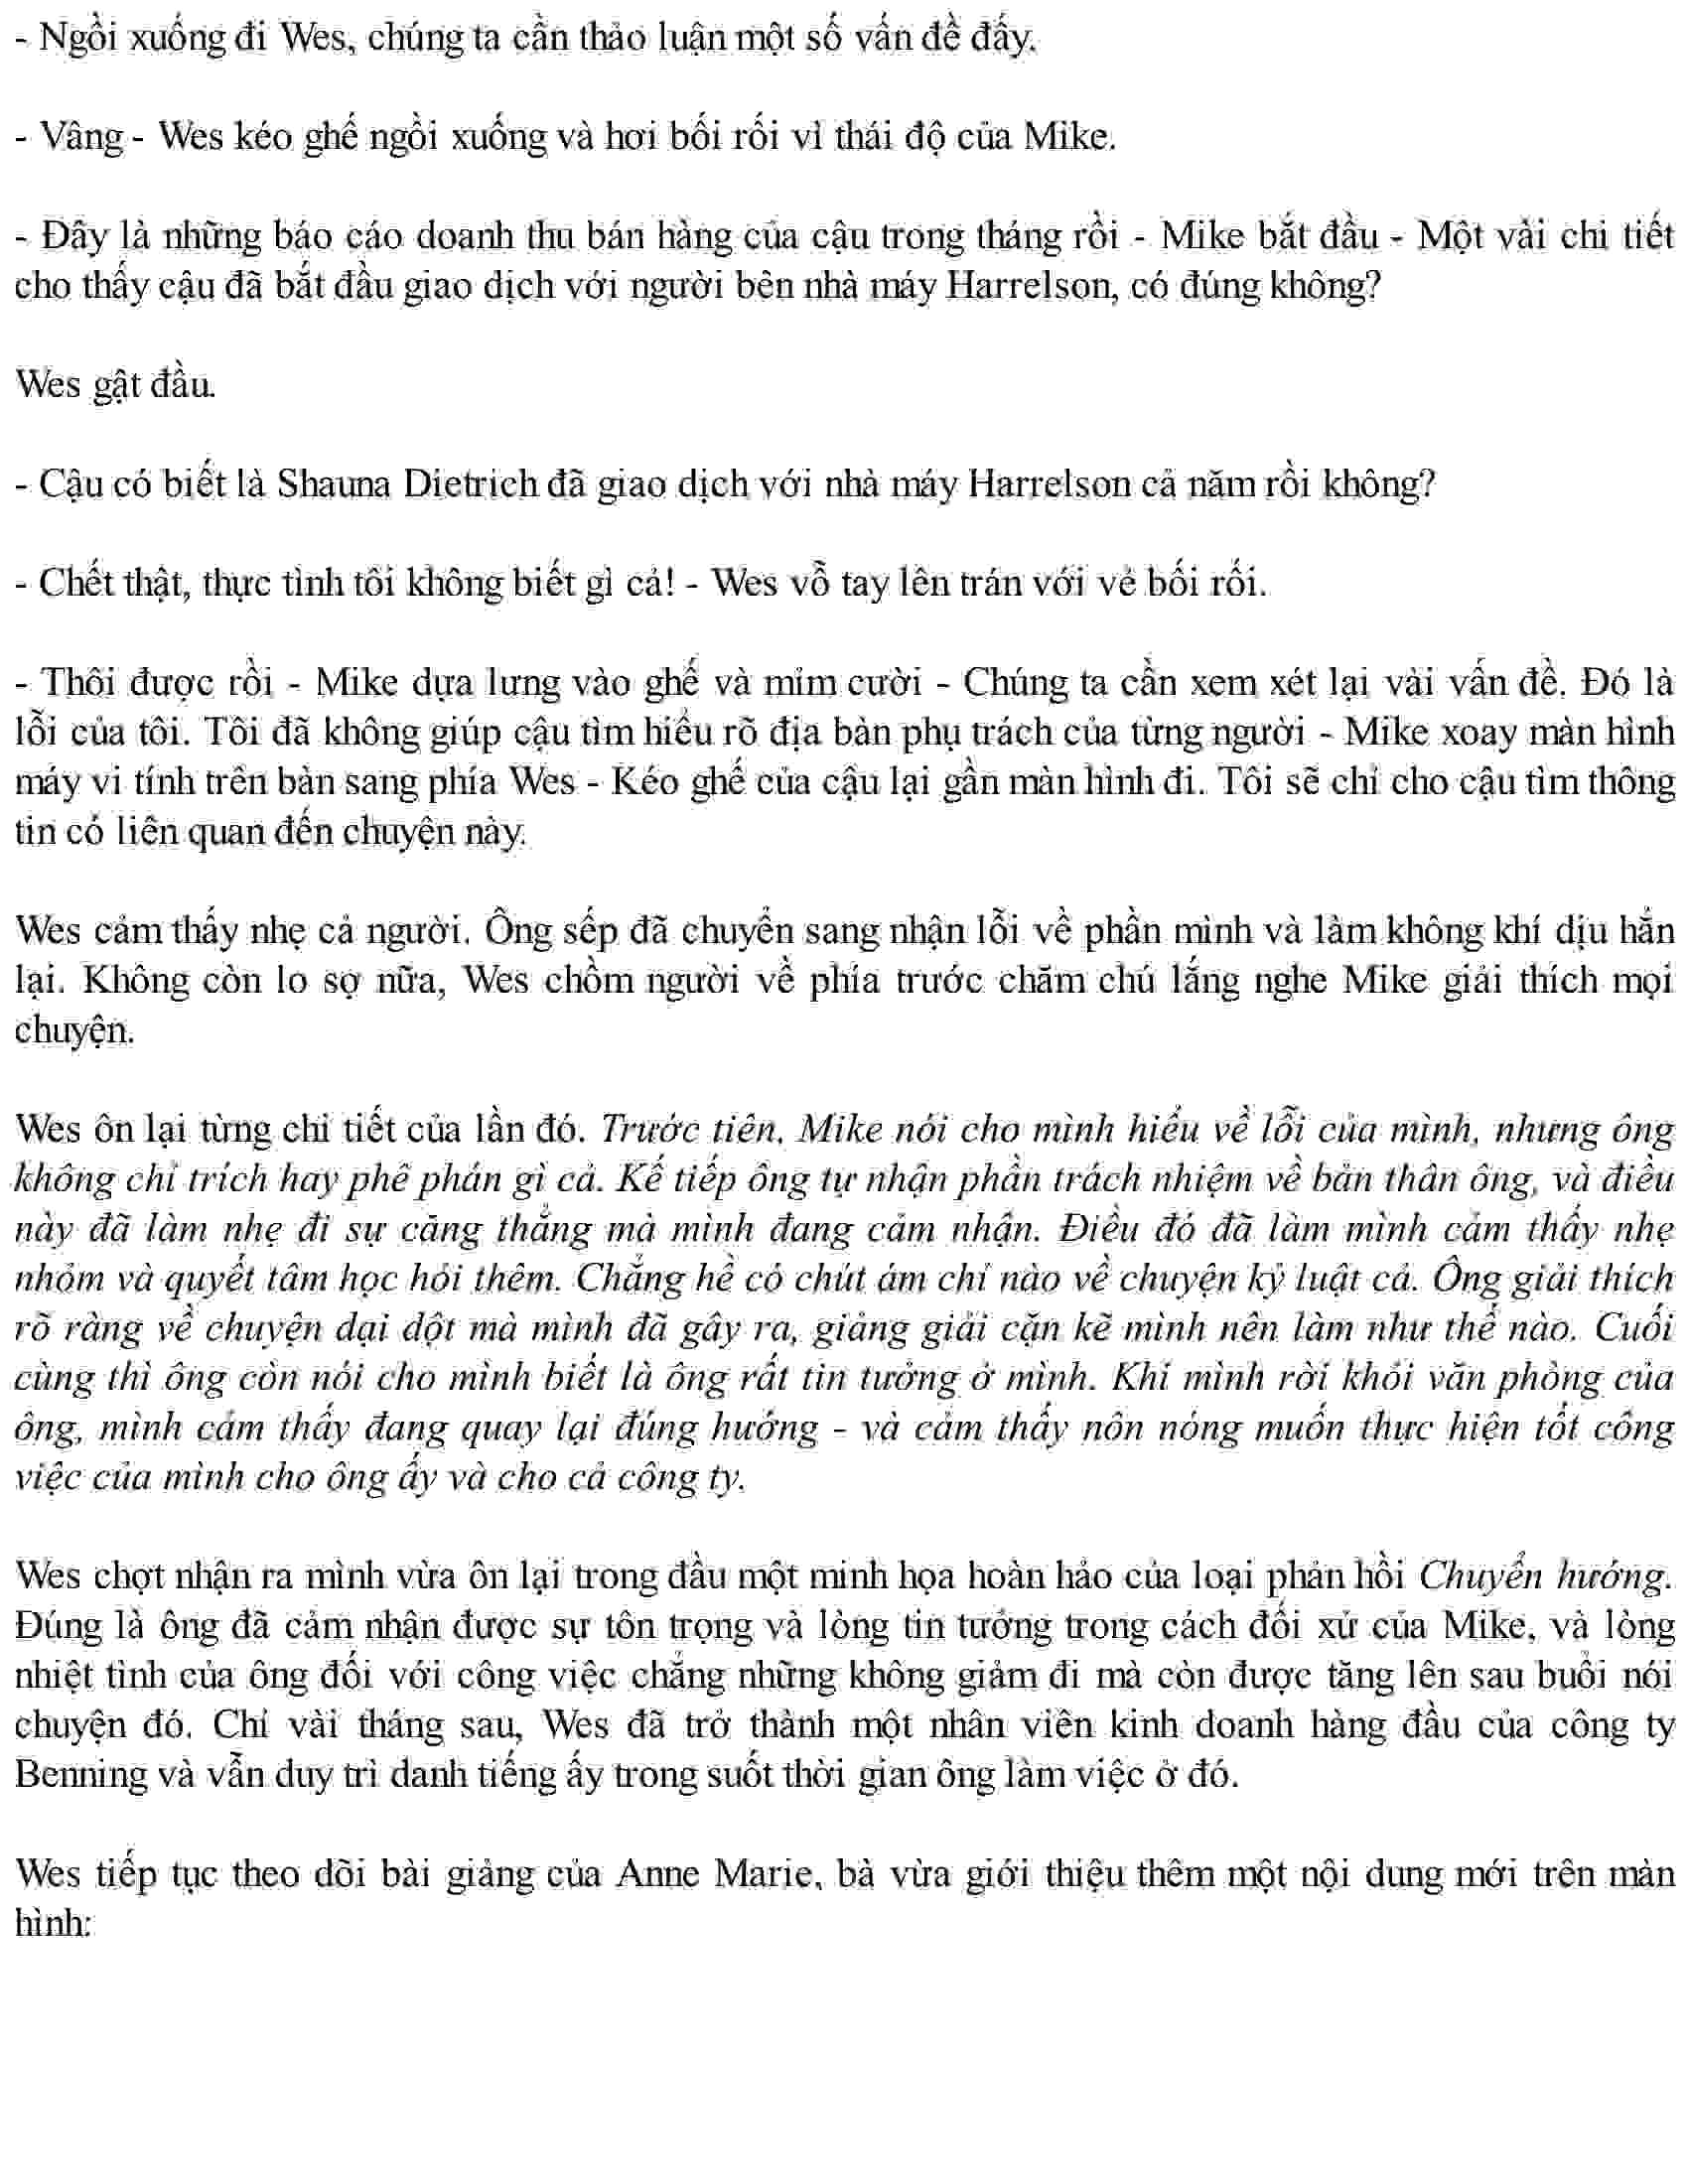 - Ngồi xuống đi Wes, chúng ta cần thảo luận một số vấn đề đấy.
- Vâng - Wes kéo ghế ngồi xuống và hơi bối rối vì thái độ của Mike.
- Đây là những báo cáo doanh thu bán hàng của cậu trong tháng rồi - Mike bắt đầu - Một vài chi tiết
cho thấy cậu đã bắt đầu giao dịch với người bên nhà máy Harrelson, có đúng không?
Wes gật đầu.
- Cậu có biết là Shauna Dietrich đã giao dịch với nhà máy Harrelson cả năm rồi không?
- Chết thật, thực tình tôi không biết gì cả! - Wes vỗ tay lên trán với vẻ bối rối.
- Thôi được rồi - Mike dựa lưng vào ghế và mỉm cười - Chúng ta cần xem xét lại vài vấn đề. Đó là
lỗi của tôi. Tôi đã không giúp cậu tìm hiểu rõ địa bàn phụ trách của từng người - Mike xoay màn hình
máy vi tính trên bàn sang phía Wes - Kéo ghế của cậu lại gần màn hình đi. Tôi sẽ chỉ cho cậu tìm thông
tin có liên quan đến chuyện này.
Wes cảm thấy nhẹ cả người. Ông sếp đã chuyển sang nhận lỗi về phần mình và làm không khí dịu hẳn
lại. Không còn lo sợ nữa, Wes chồm người về phía trước chăm chú lắng nghe Mike giải thích mọi
chuyện.
Wes ôn lại từng chi tiết của lần đó. Trước tiên, Mike nói cho mình hiểu về lỗi của mình, nhưng ông
không chỉ trích hay phê phán gì cả. Kế tiếp ông tự nhận phần trách nhiệm về bản thân ông, và điều
này đã làm nhẹ đi sự căng thẳng mà mình đang cảm nhận. Điều đó đã làm mình cảm thấy nhẹ
nhõm và quyết tâm học hỏi thêm. Chẳng hề có chút ám chỉ nào về chuyện kỷ luật cả. Ông giải thích
rõ ràng về chuyện dại dột mà mình đã gây ra, giảng giải cặn kẽ mình nên làm như thế nào. Cuối
cùng thì ông còn nói cho mình biết là ông rất tin tưởng ở mình. Khi mình rời khỏi văn phòng của
ông, mình cảm thấy đang quay lại đúng hướng - và cảm thấy nôn nóng muốn thực hiện tốt công
việc của mình cho ông ấy và cho cả công ty.
Wes chợt nhận ra mình vừa ôn lại trong đầu một minh họa hoàn hảo của loại phản hồi Chuyển hướng.
Đúng là ông đã cảm nhận được sự tôn trọng và lòng tin tưởng trong cách đối xử của Mike, và lòng
nhiệt tình của ông đối với công việc chẳng những không giảm đi mà còn được tăng lên sau buổi nói
chuyện đó. Chỉ vài tháng sau, Wes đã trở thành một nhân viên kinh doanh hàng đầu của công ty
Benning và vẫn duy trì danh tiếng ấy trong suốt thời gian ông làm việc ở đó.
Wes tiếp tục theo dõi bài giảng của Anne Marie, bà vừa giới thiệu thêm một nội dung mới trên màn
hình: